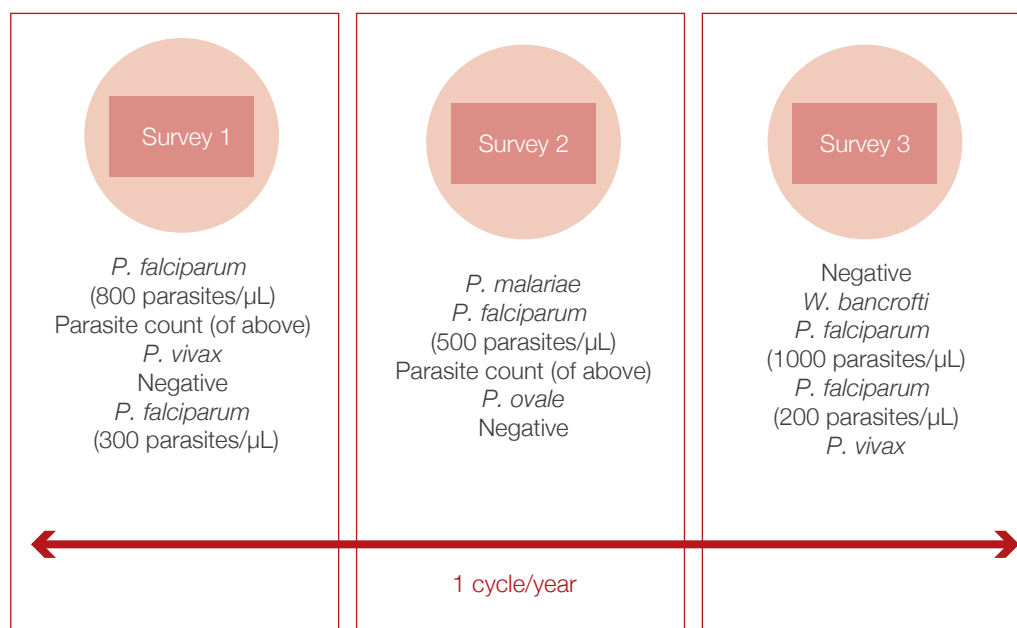 Survey 1
P. falciparum
(800 parasites/µL)
Parasite count (of above)
P. vivax
Negative
P. falciparum
(300 parasites/µL)
Survey 2
P. malariae
P. falciparum
(500 parasites/µL)
Parasite count (of above)
P. ovale
Negative
Survey 3
Negative
W. bancrofti
P. falciparum
(1000 parasites/µL)
P. falciparum
(200 parasites/µL)
P. vivax
1 cycle/year